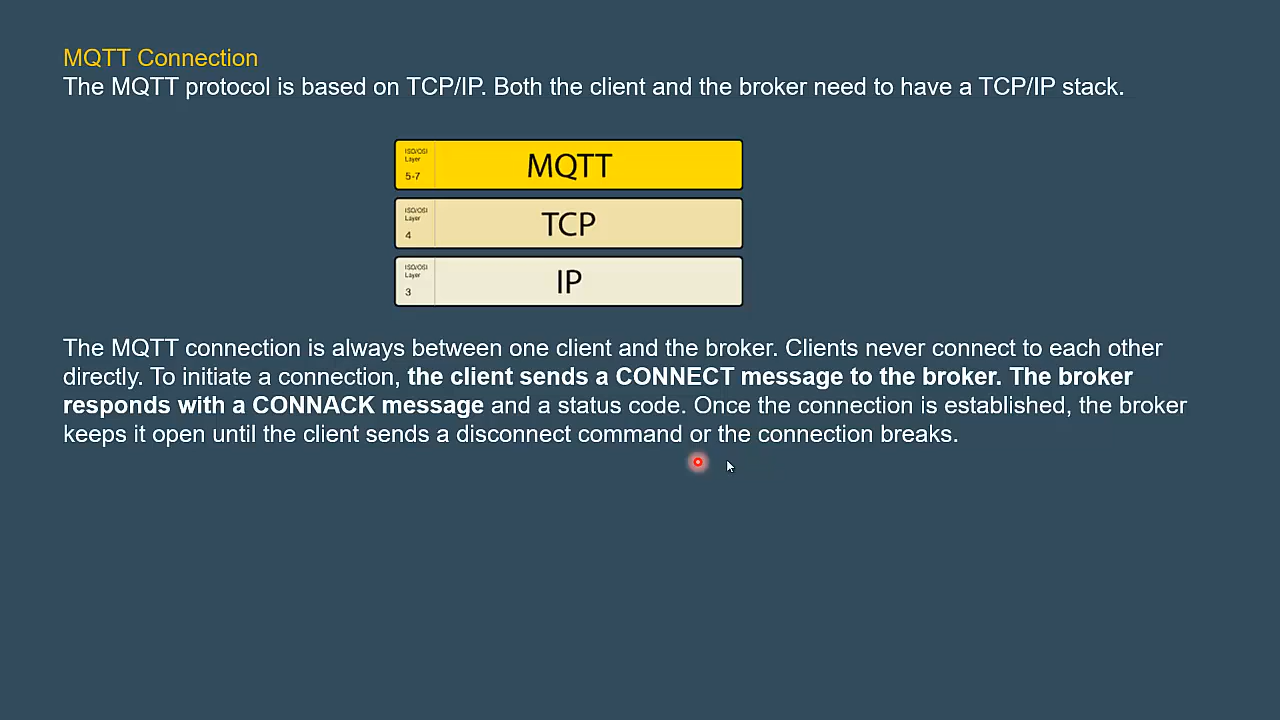 MQTT Connection
The MQTT protocol is based on TCP/IP. Both the client and the broker need to have a TCP/IP stack.
ISO/OSI
Layer
5-7
MQTT
ISO/OSI
Layer
4
TCP
ISO/OSI
Layer
3
IP
The MQTT connection is always between one client and the broker. Clients never connect to each other
directly. To initiate a connection, the client sends a CONNECT message to the broker. The broker
responds with a CONNACK message and a status code. Once the connection is established, the broker
keeps it open until the client sends a disconnect command or the connection breaks.